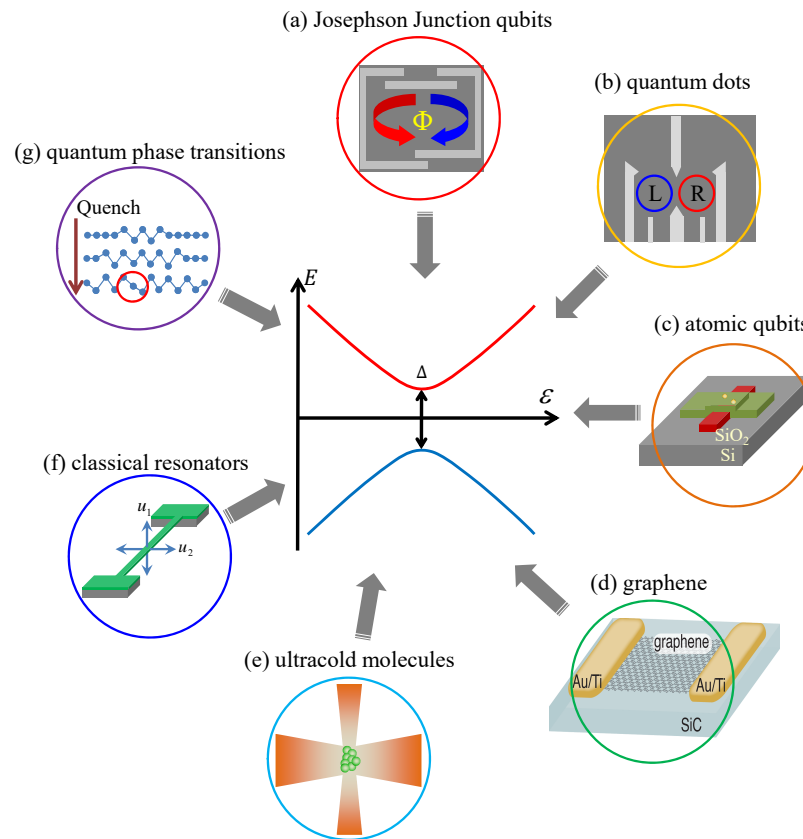 (a) Josephson Junction qubits
Φ
(b) quantum dots
L R
(g) quantum phase transitions
Quench
E
Δ
ε
(c) atomic qubits
SiO2
Si
(f) classical resonators
u1
u2
(d) graphene
graphene
Au/Ti
Au/Ti
SiC
(e) ultracold molecules